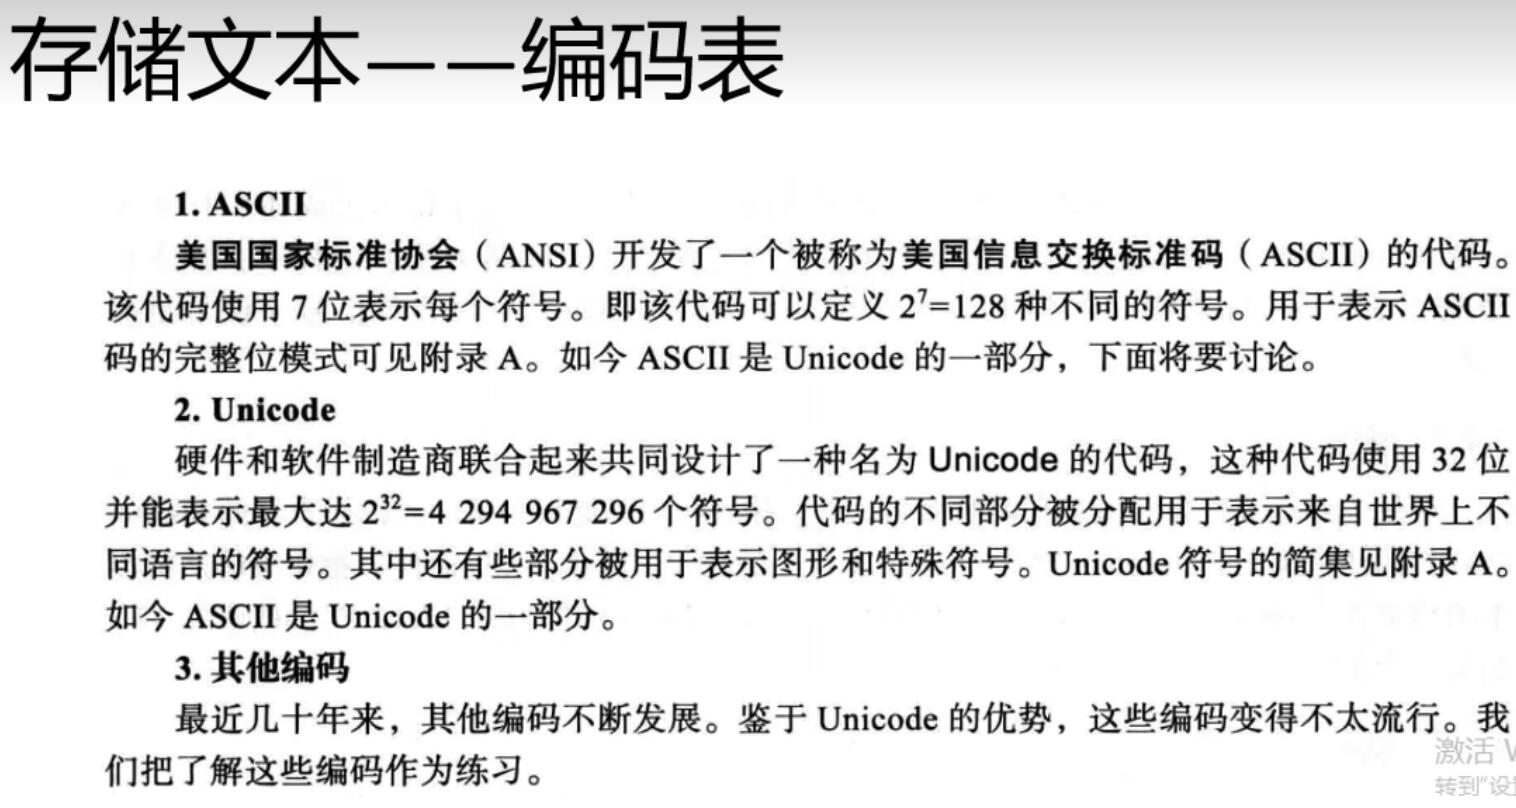 存储文本——编码表
1. ASCII
美国国家标准协会（ANSI）开发了一个被称为美国信息交换标准码（ASCII）的代码。
该代码使用 7 位表示每个符号。即该代码可以定义 2⁷=128 种不同的符号。用于表示 ASCII
码的完整位模式可见附录 A。如今 ASCII 是 Unicode 的一部分，下面将要讨论。
2. Unicode
硬件和软件制造商联合起来共同设计了一种名为 Unicode 的代码，这种代码使用 32 位
并能表示最大达 2³²=4 294 967 296 个符号。代码的不同部分被分配用于表示来自世界上不
同语言的符号。其中还有些部分被用于表示图形和特殊符号。Unicode 符号的简集见附录 A。
如今 ASCII 是 Unicode 的一部分。
3. 其他编码
最近几十年来，其他编码不断发展。鉴于 Unicode 的优势，这些编码变得不太流行。我
们把了解这些编码作为练习。
激活
转到"设